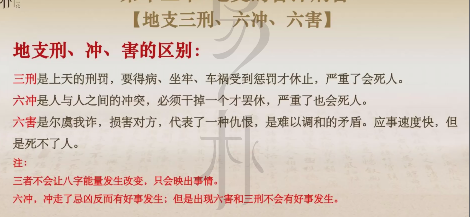 【地支三刑、六冲、六害】
地支刑、冲、害的区别：
三刑是上天的刑罚，要得病、坐牢、车祸受到惩罚才休止，严重了会死人。
六冲是人与人之间的冲突，必须干掉一个才罢休，严重了也会死人。
六害是尔虞我诈，损害对方，代表了一种仇恨，是难以调和的矛盾。应事速度快，但
是死不了人。
注：
三者不会让八字能量发生改变，只会映出事情。
六冲，冲走了忌凶反而有好事发生；但是出现六害和三刑不会有好事发生。
易
朴